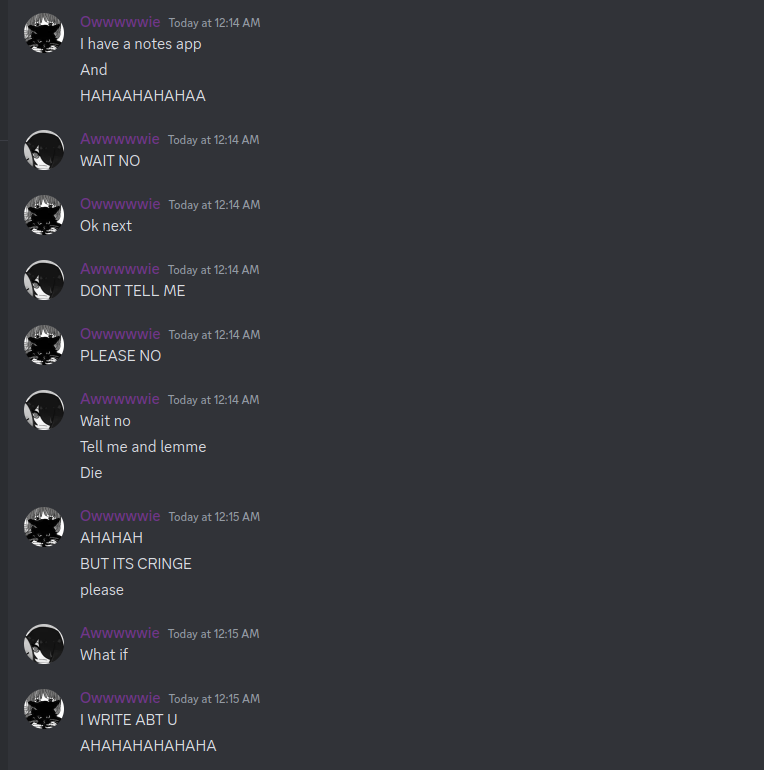 Owwwwwie Today at 12:14 AM
I have a notes app
And
HAHAAHAHAHAA
Awwwwwie Today at 12:14 AM
WAIT NO
Owwwwwie Today at 12:14 AM
Ok next
Awwwwwie Today at 12:14 AM
DONT TELL ME
Owwwwwie Today at 12:14 AM
PLEASE NO
Awwwwwie Today at 12:14 AM
Wait no
Tell me and lemme
Die
Owwwwwie Today at 12:15 AM
AHAHAH
BUT ITS CRINGE
please
Awwwwwie Today at 12:15 AM
What if
Owwwwwie Today at 12:15 AM
I WRITE ABT U
AHAHAHAHAHAHA